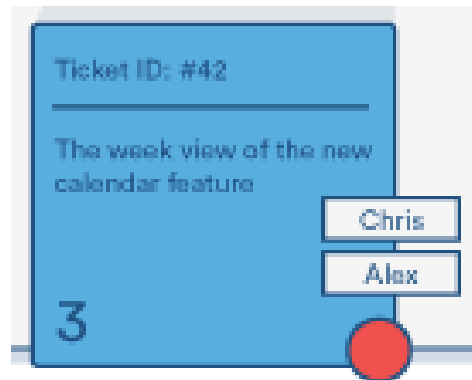 Ticket ID: #42
The week view of the new
calendar feature
Chris
Alex
3